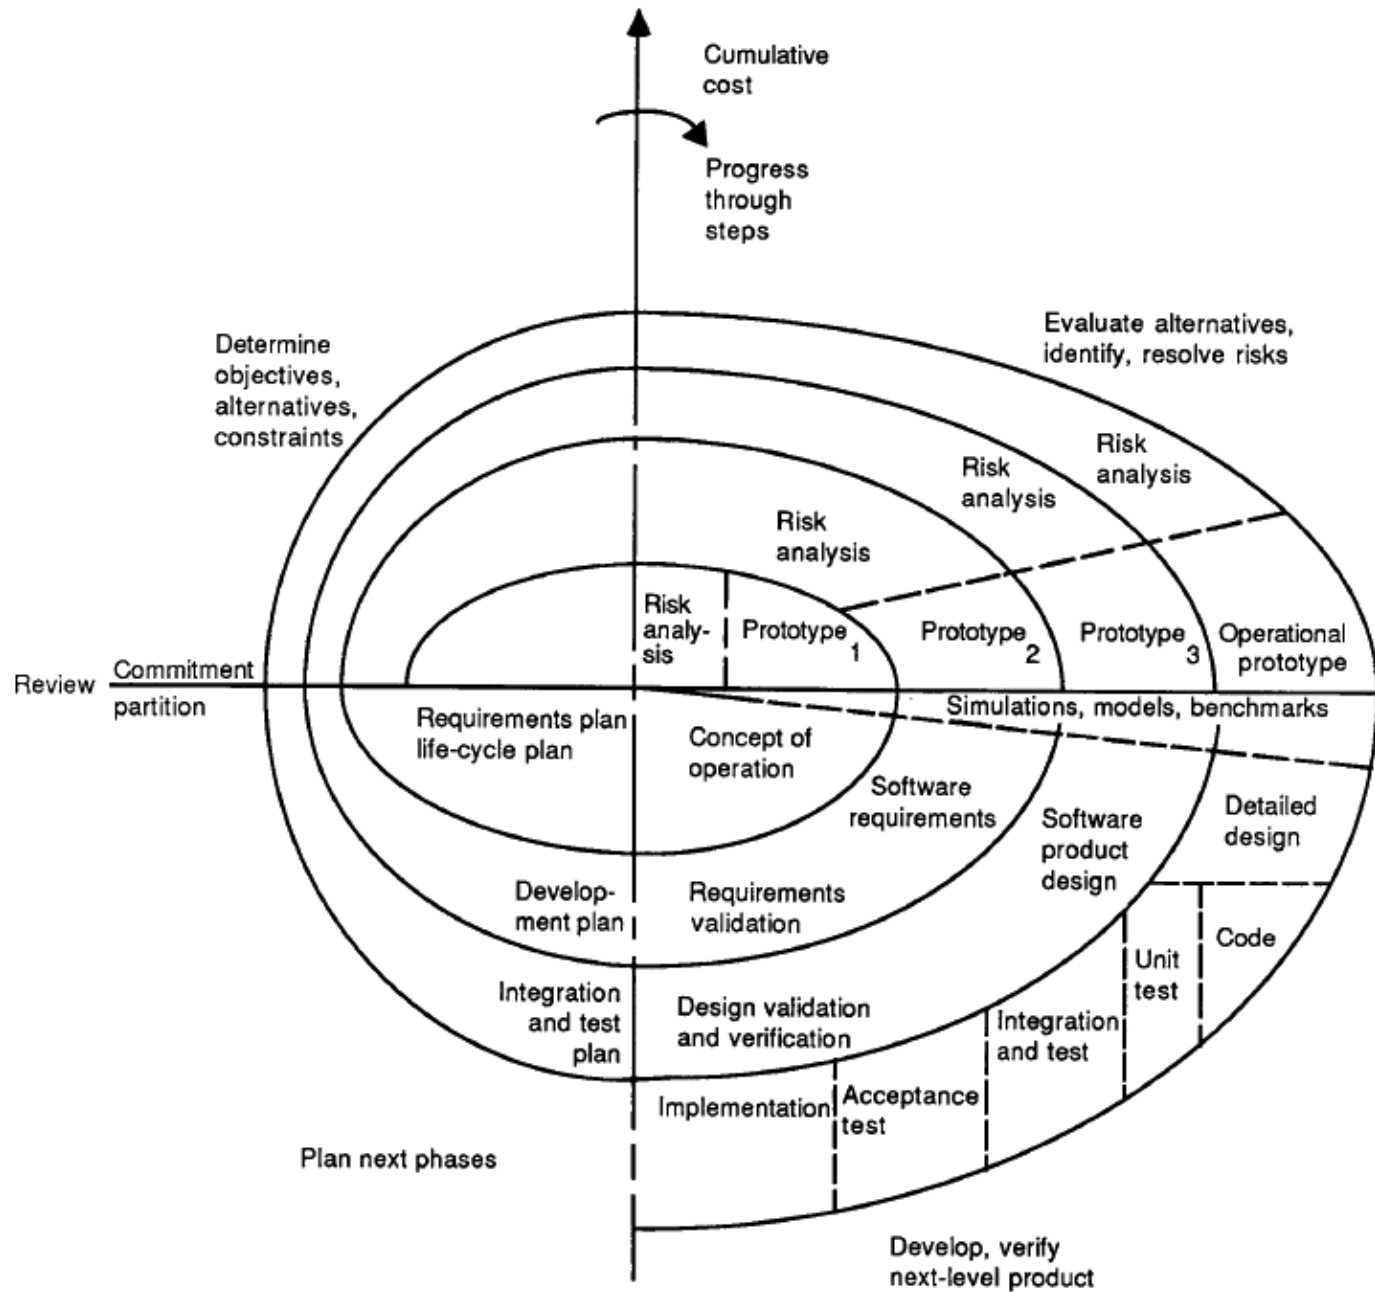 Cumulative
cost
Progress
through
steps
Determine
objectives,
alternatives,
constraints
Evaluate alternatives,
identify, resolve risks
Risk
analysis
Risk
analysis
Risk
analysis
Risk
analy-
sis
Prototype 1
Prototype 2
Prototype 3
Operational
prototype
Review
Commitment
partition
Simulations, models, benchmarks
Requirements plan
life-cycle plan
Concept of
operation
Software
requirements
Software
product
design
Detailed
design
Develop-
ment plan
Requirements
validation
Code
Unit
test
Integration
and test
plan
Design validation
and verification
Integration
and test
Acceptance
test
Implementation
Plan next phases
Develop, verify
next-level product